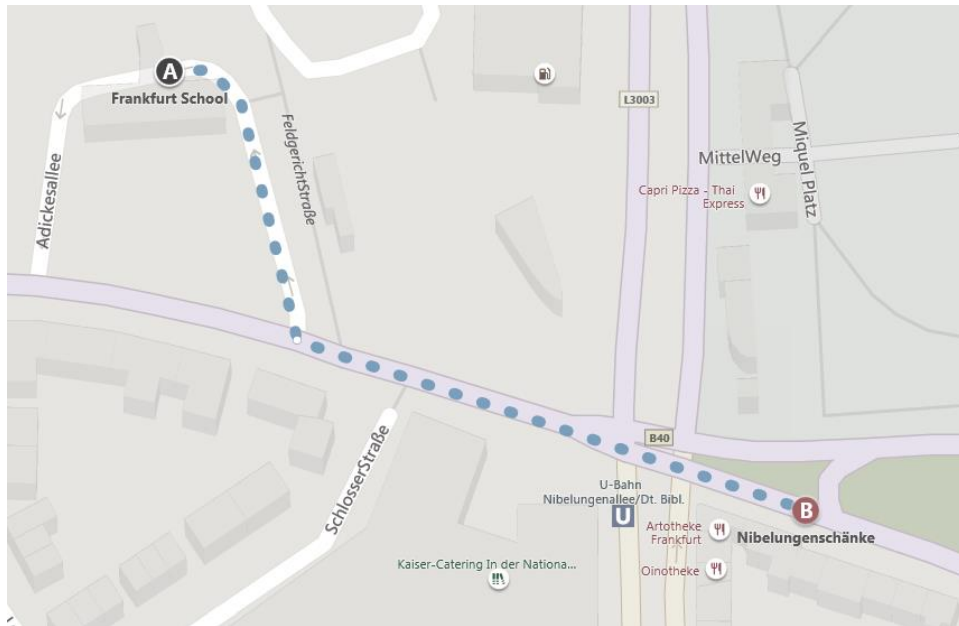 A
Frankfurt School
Adickesallee
FeldgerichtStraße
L3003
MittelWeg
Miquel Platz
Capri Pizza - Thai
Express
SchlosserStraße
B40
U-Bahn
Nibelungenallee/Dt. Bibl.
U
B
Nibelungenschänke
Artotheke
Frankfurt
Oinotheke
Kaiser-Catering In der Nationa...